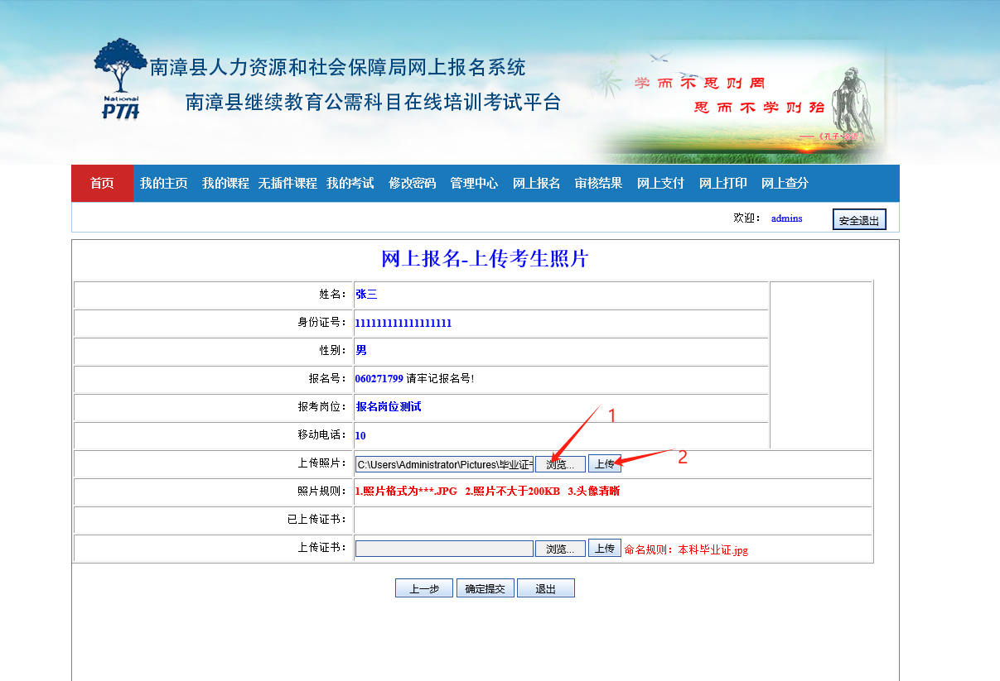 南漳县人力资源和社会保障局网上报名系统
National
PTA
南漳县继续教育公需科目在线培训考试平台
学而不思则罔
思而不学则殆
——《孔子·论语》
首页 我的主页 我的课程 无插件课程 我的考试 修改密码 管理中心 网上报名 审核结果 网上支付 网上打印 网上查分
欢迎： admins 安全退出
网上报名-上传考生照片
姓名： 张三
身份证号： 111111111111111111
性别： 男
报名号： 060271799 请牢记报名号!
报考岗位： 报名岗位测试
1
移动电话： 10
2
上传照片： C:\Users\Administrator\Pictures\毕业证 浏览... 上传
照片规则： 1.照片格式为***.JPG 2.照片不大于200KB 3.头像清晰
已上传证书：
上传证书： 浏览... 上传 命名规则：本科毕业证.jpg
上一步 确定提交 退出